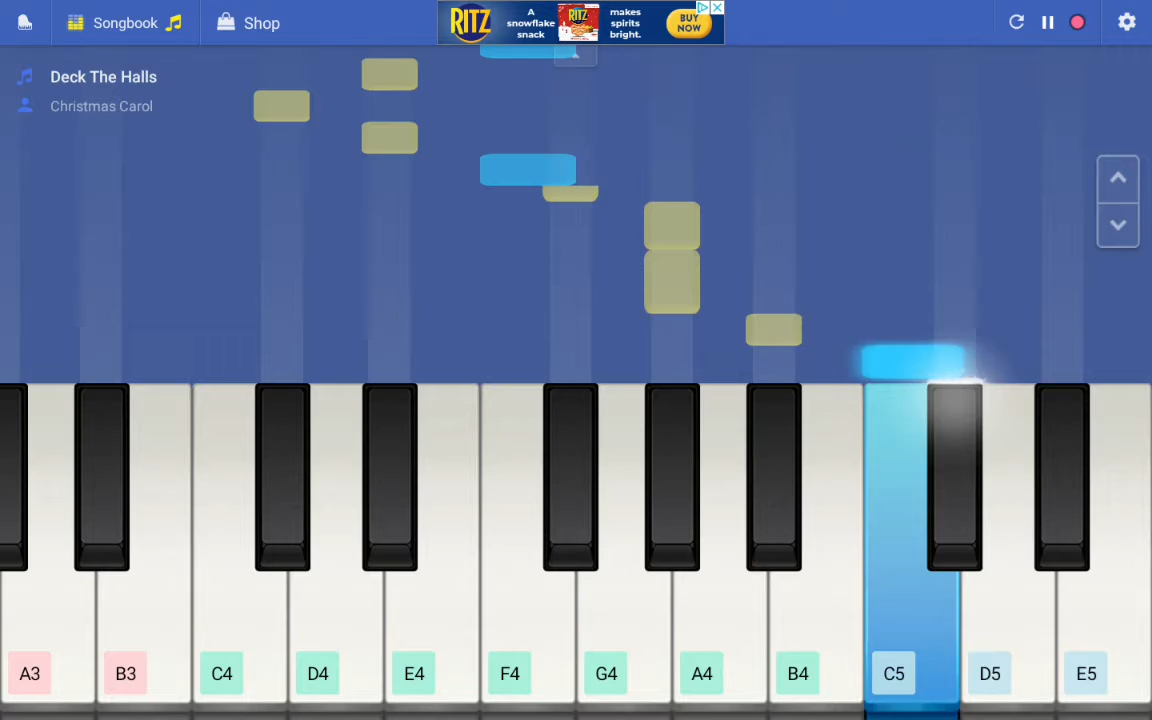 Songbook
Shop
RITZ
A
snowflake
snack
RITZ
makes
spirits
bright.
BUY
NOW
Deck The Halls
Christmas Carol
A3
B3
C4
D4
E4
F4
G4
A4
B4
C5
D5
E5